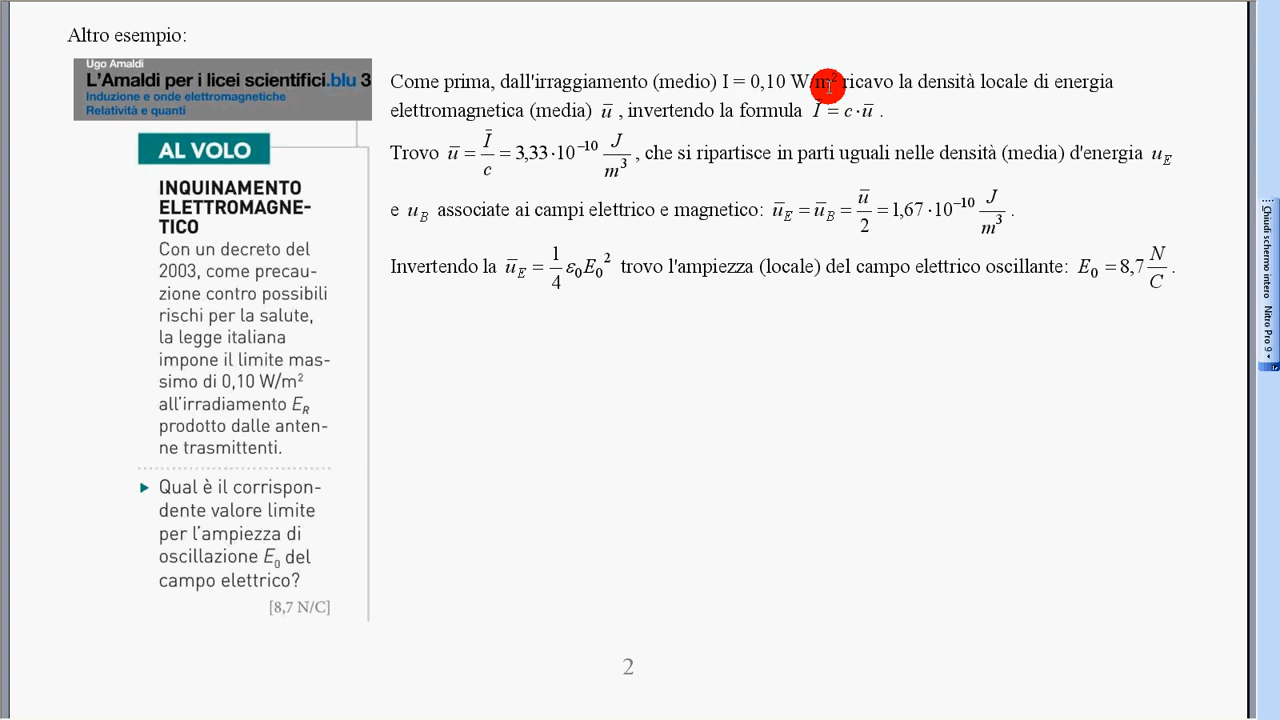 Altro esempio:
Ugo Amaldi
L'Amaldi per i licei scientifici.blu 3
Induzione e onde elettromagnetiche
Relatività e quanti
AL VOLO
INQUINAMENTO
ELETTROMAGNE-
TICO
Con un decreto del
2003, come precau-
zione contro possibili
rischi per la salute,
la legge italiana
impone il limite mas-
simo di 0,10 W/m²
all'irradiamento E_R
prodotto dalle anten-
ne trasmittenti.
Qual è il corrispon-
dente valore limite
per l'ampiezza di
oscillazione E₀ del
campo elettrico?
[8,7 N/C]
Come prima, dall'irraggiamento (medio) I = 0,10 W/m² ricavo la densità locale di energia
elettromagnetica (media) u̅ , invertendo la formula I̅ = c·u̅ .
Trovo u̅ = I̅/c = 3,33·10⁻¹⁰ J/m³ , che si ripartisce in parti uguali nelle densità (media) d'energia u_E
e u_B associate ai campi elettrico e magnetico: u̅_E = u̅_B = u̅/2 = 1,67·10⁻¹⁰ J/m³ .
Invertendo la u̅_E = 1/4 ε₀E₀² trovo l'ampiezza (locale) del campo elettrico oscillante: E₀ = 8,7 N/C .
2
Chiudi schermo intero Nitro Pro 9